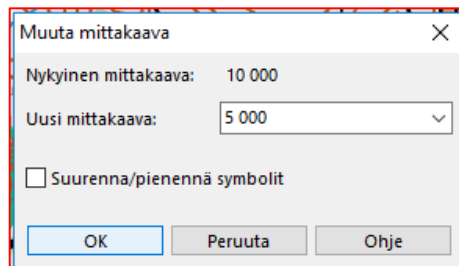 Muuta mittakaava
Nykyinen mittakaava: 10 000
Uusi mittakaava: 5 000
Suurenna/pienennä symbolit
OK Peruuta Ohje